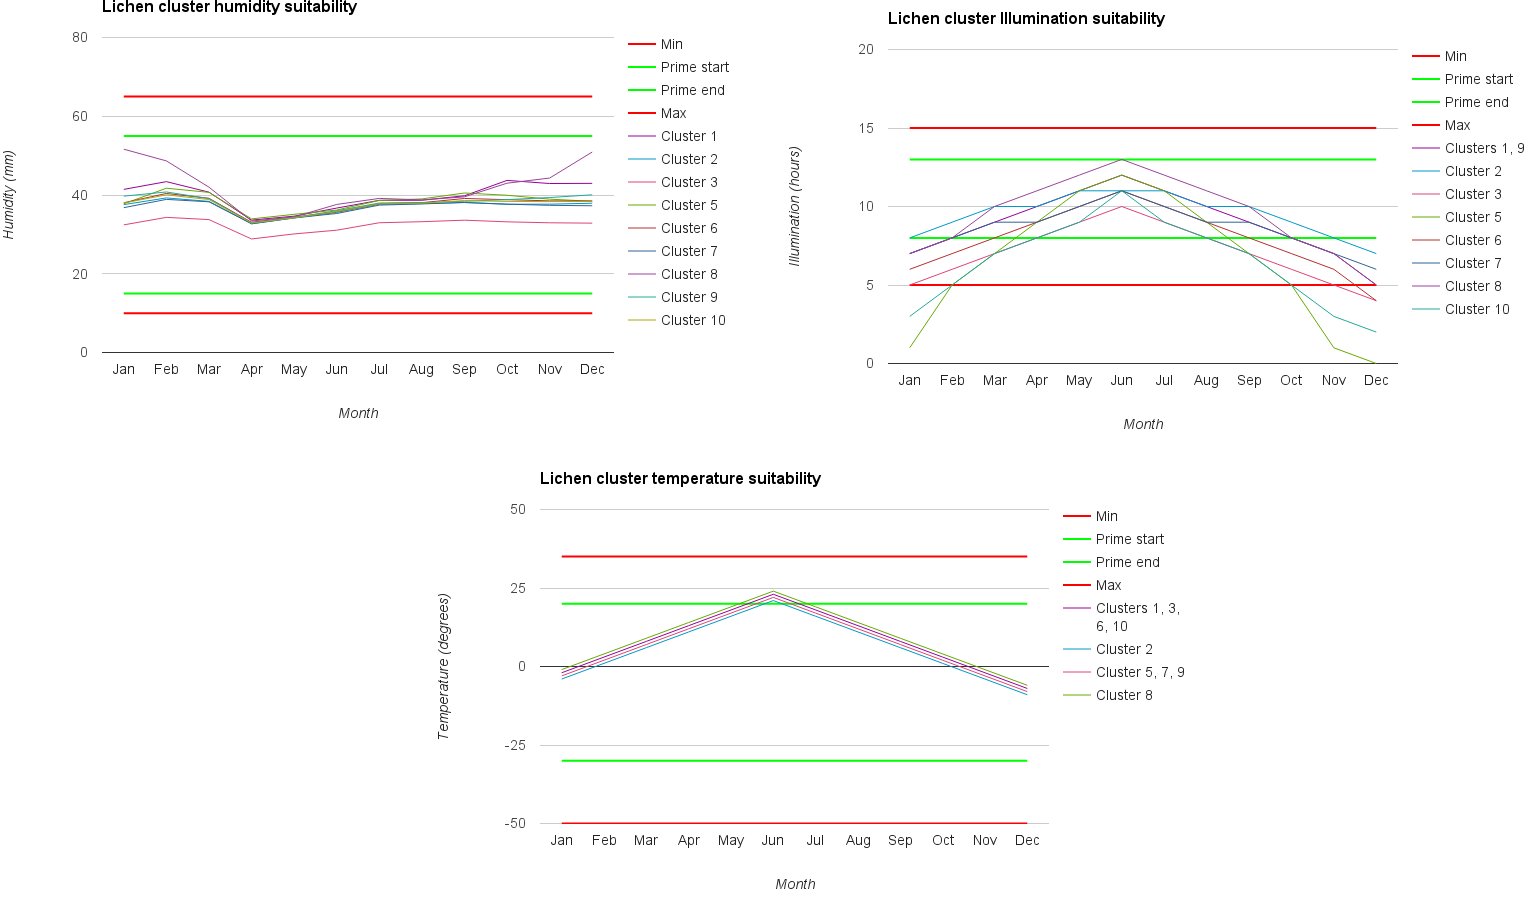 Lichen cluster humidity suitability
80
60
40
20
0
Humidity (mm)
Jan Feb Mar Apr May Jun Jul Aug Sep Oct Nov Dec
Month
Min
Prime start
Prime end
Max
Cluster 1
Cluster 2
Cluster 3
Cluster 5
Cluster 6
Cluster 7
Cluster 8
Cluster 9
Cluster 10
Lichen cluster Illumination suitability
20
15
10
5
0
Illumination (hours)
Jan Feb Mar Apr May Jun Jul Aug Sep Oct Nov Dec
Month
Min
Prime start
Prime end
Max
Clusters 1, 9
Cluster 2
Cluster 3
Cluster 5
Cluster 6
Cluster 7
Cluster 8
Cluster 10
Lichen cluster temperature suitability
50
25
0
-25
-50
Temperature (degrees)
Jan Feb Mar Apr May Jun Jul Aug Sep Oct Nov Dec
Month
Min
Prime start
Prime end
Max
Clusters 1, 3,
6, 10
Cluster 2
Cluster 5, 7, 9
Cluster 8